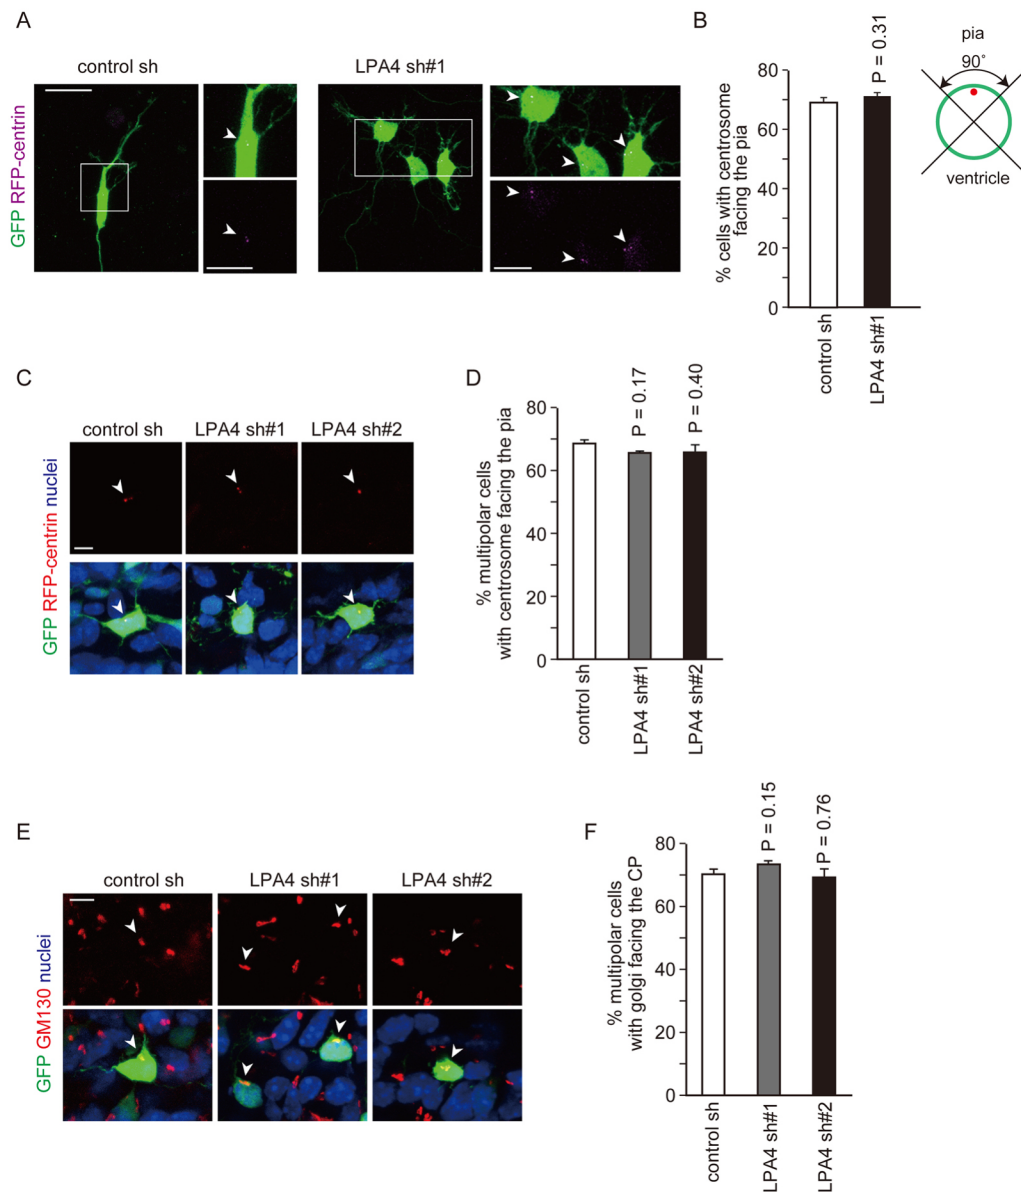 A
control sh
LPA4 sh#1
GFP RFP-centrin
B
% cells with centrosome
facing the pia
80
60
40
20
0
P = 0.31
control sh
LPA4 sh#1
pia
90˚
ventricle
C
control sh
LPA4 sh#1
LPA4 sh#2
GFP RFP-centrin nuclei
D
% multipolar cells
with centrosome facing the pia
80
60
40
20
0
P = 0.17
P = 0.40
control sh
LPA4 sh#1
LPA4 sh#2
E
control sh
LPA4 sh#1
LPA4 sh#2
GFP GM130 nuclei
F
% multipolar cells
with golgi facing the CP
80
60
40
20
0
P = 0.15
P = 0.76
control sh
LPA4 sh#1
LPA4 sh#2